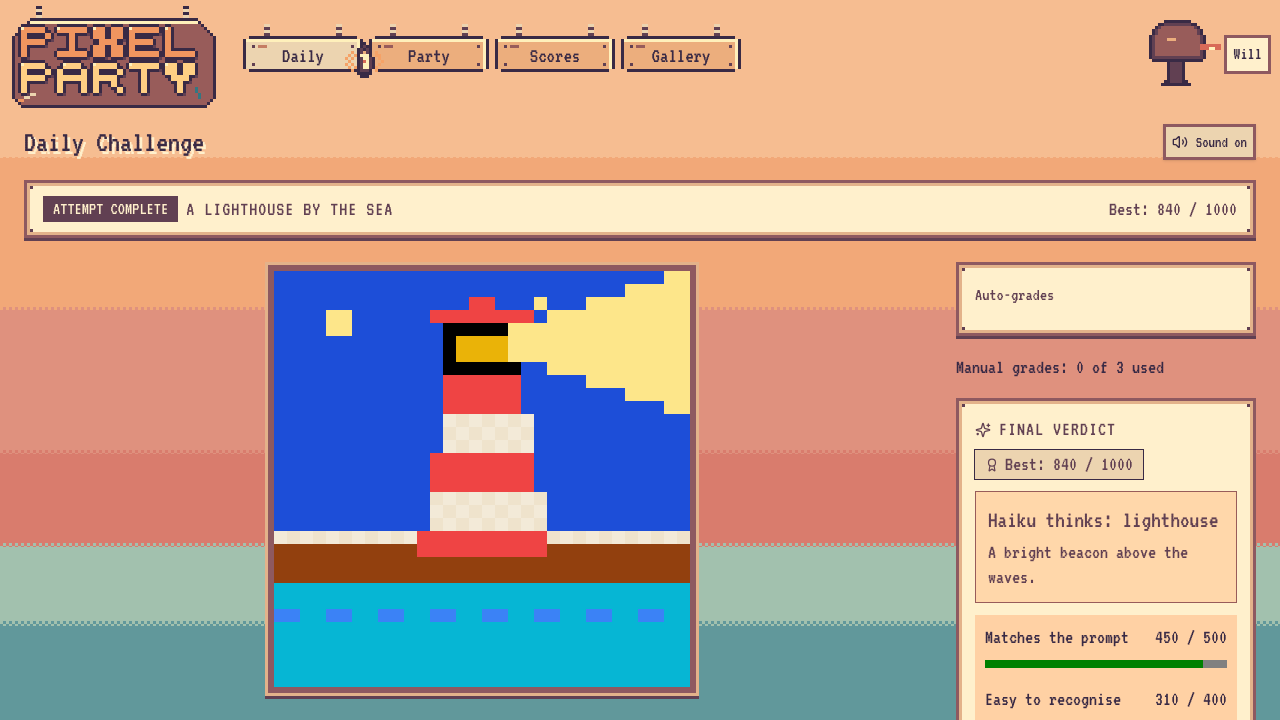 PIXEL
PARTY
Daily
Party
Scores
Gallery
Will
Daily Challenge
Sound on
ATTEMPT COMPLETE
A LIGHTHOUSE BY THE SEA
Best: 840 / 1000
Auto-grades
Manual grades: 0 of 3 used
FINAL VERDICT
Best: 840 / 1000
Haiku thinks: lighthouse
A bright beacon above the
waves.
Matches the prompt 450 / 500
Easy to recognise 310 / 400